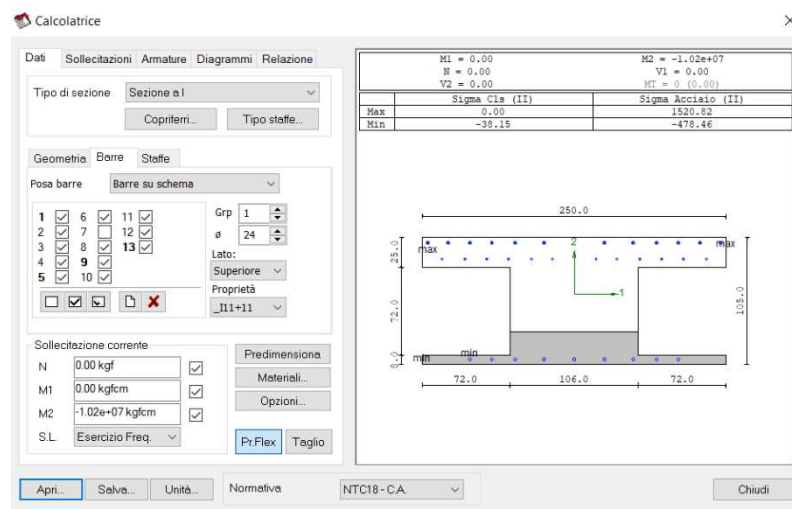 Calcolatrice
Dati Sollecitazioni Armature Diagrammi Relazione
Tipo di sezione Sezione a I
Copriferri... Tipo staffe...
Geometria Barre Staffe
Posa barre Barre su schema
1 6 11 Grp 1
2 7 12 ø 24
3 8 13 Lato:
4 9 Superiore
5 10 Proprietà
_I11+11
Sollecitazione corrente
N 0.00 kgf
M1 0.00 kgfcm
M2 -1.02e+07 kgfcm
S.L. Esercizio Freq.
Predimensiona
Materiali...
Opzioni...
Pr.Flex Taglio
M1 = 0.00 M2 = -1.02e+07
N = 0.00 V1 = 0.00
V2 = 0.00 MT = 0 (0.00)
Sigma Cls (II) Sigma Acciaio (II)
Max 0.00 1520.82
Min -38.15 -478.46
250.0
25.0 max 2 max
1
72.0 105.0
8.0 min min
72.0 106.0 72.0
Apri... Salva... Unità... Normativa NTC18 - C.A. Chiudi